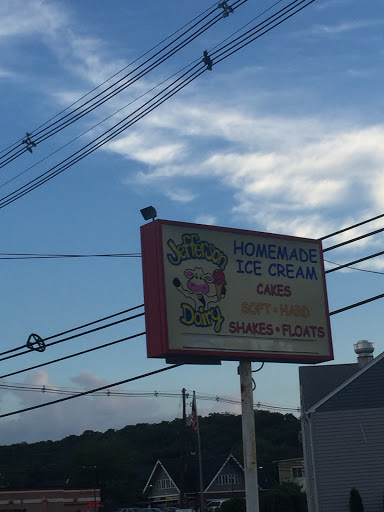 Jefferson
Dairy
HOMEMADE
ICE CREAM
CAKES
SOFT • HARD
SHAKES • FLOATS